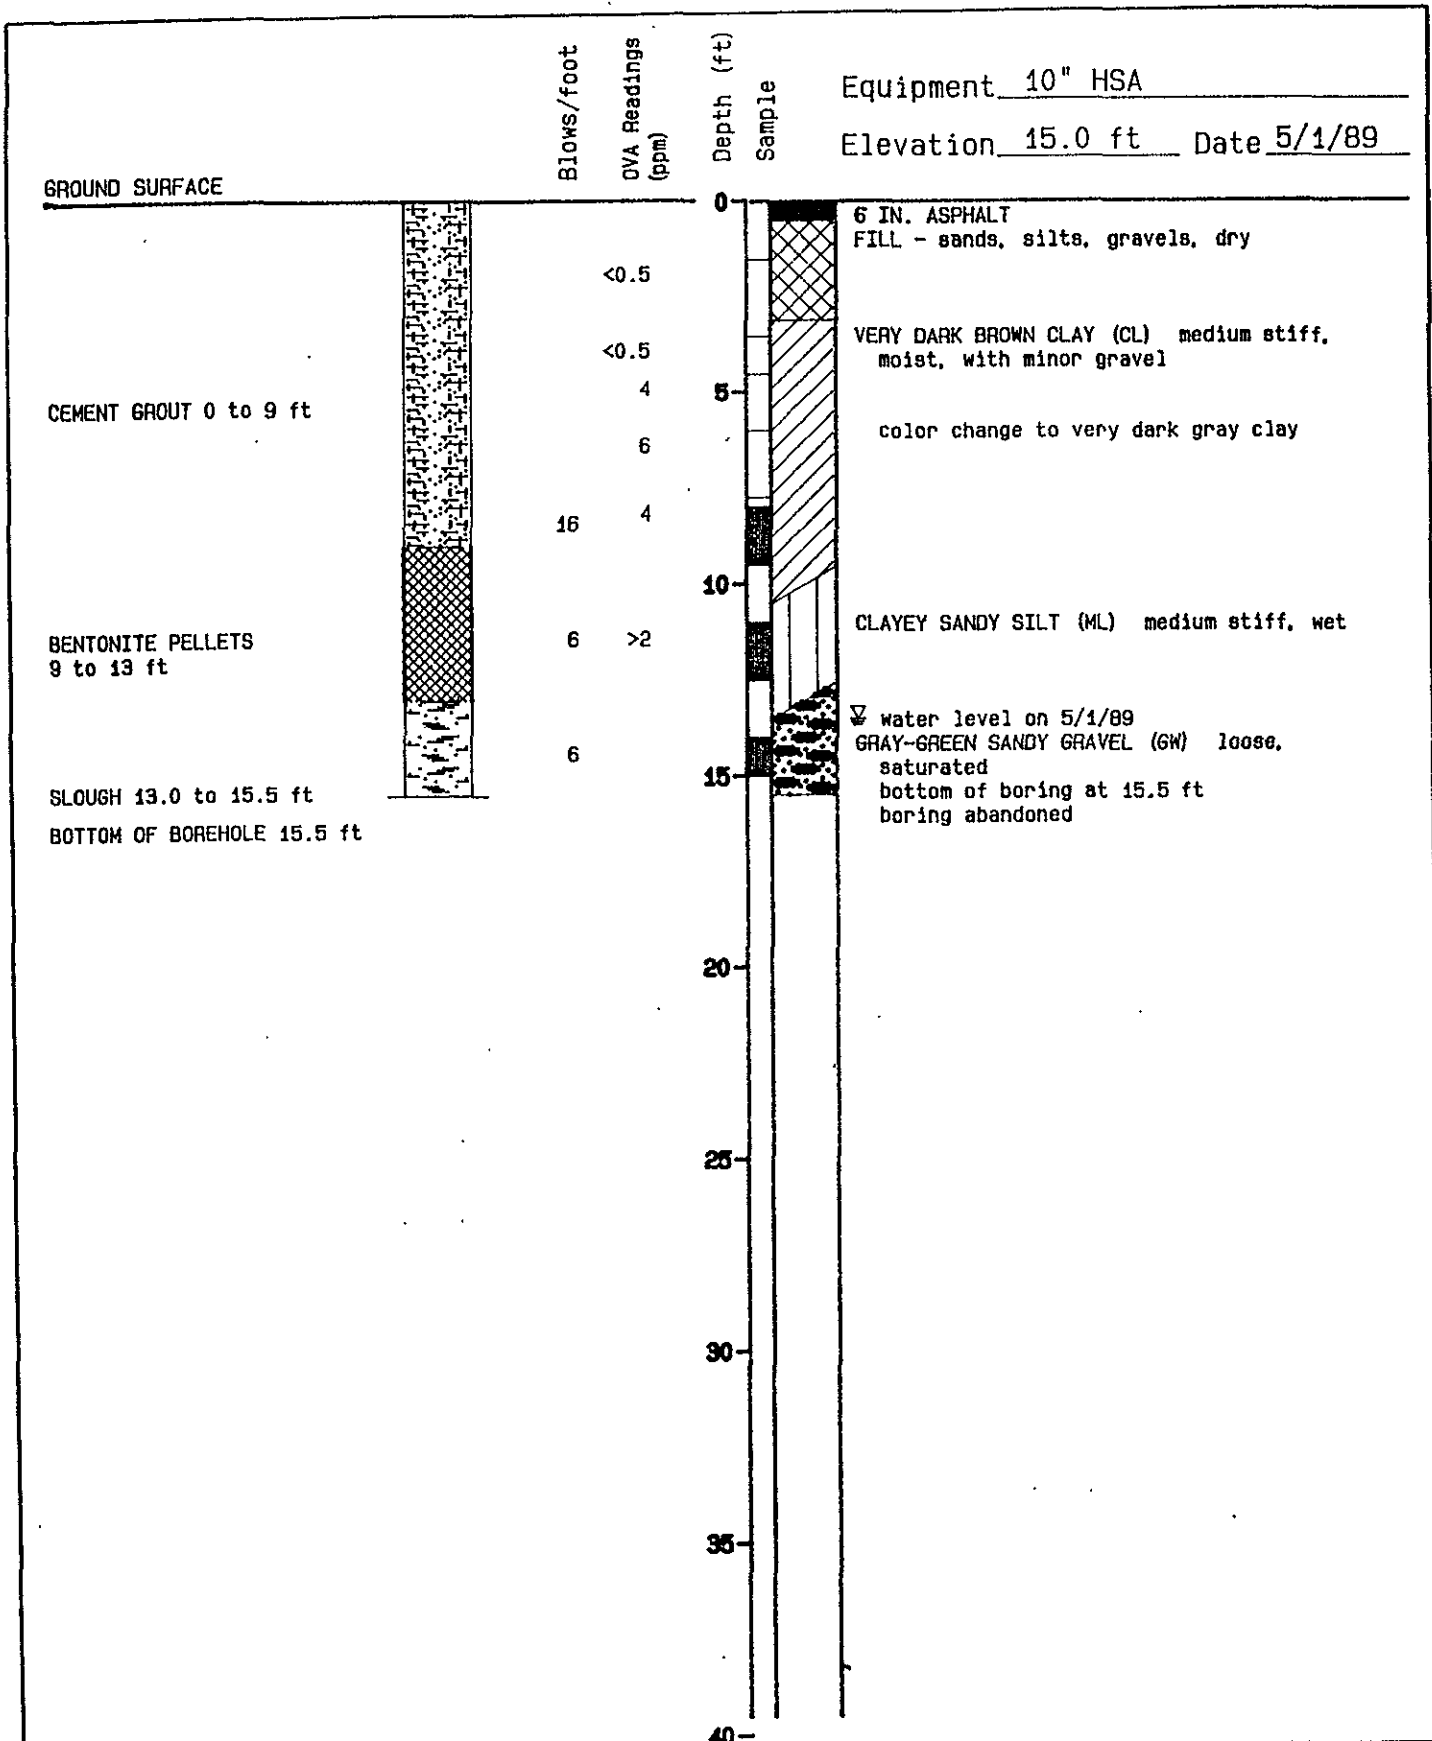 Blows/foot
OVA Readings
(ppm)
Depth (ft)
Sample
Equipment 10" HSA
Elevation 15.0 ft Date 5/1/89
GROUND SURFACE
0
6 IN. ASPHALT
FILL - sands, silts, gravels, dry
<0.5
VERY DARK BROWN CLAY (CL) medium stiff,
moist, with minor gravel
<0.5
4
5
CEMENT GROUT 0 to 9 ft
color change to very dark gray clay
6
16 4
10
CLAYEY SANDY SILT (ML) medium stiff, wet
BENTONITE PELLETS
9 to 13 ft
6 >2
water level on 5/1/89
GRAY-GREEN SANDY GRAVEL (GW) loose,
saturated
6
15
bottom of boring at 15.5 ft
boring abandoned
SLOUGH 13.0 to 15.5 ft
BOTTOM OF BOREHOLE 15.5 ft
20
25
30
35
40